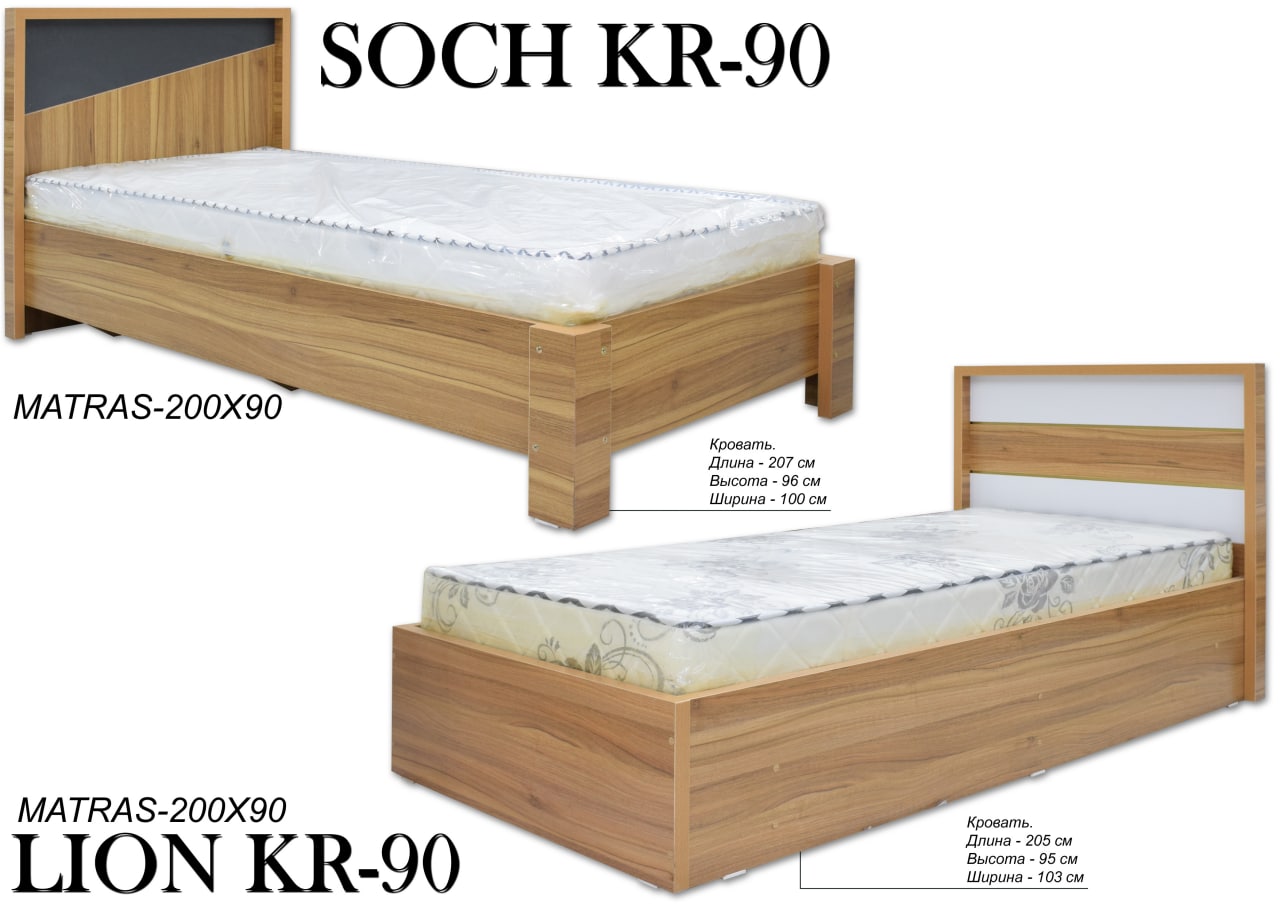 SOCH KR-90
MATRAS-200X90
Кровать.
Длина - 207 см
Высота - 96 см
Ширина - 100 см
MATRAS-200X90
LION KR-90
Кровать.
Длина - 205 см
Высота - 95 см
Ширина - 103 см